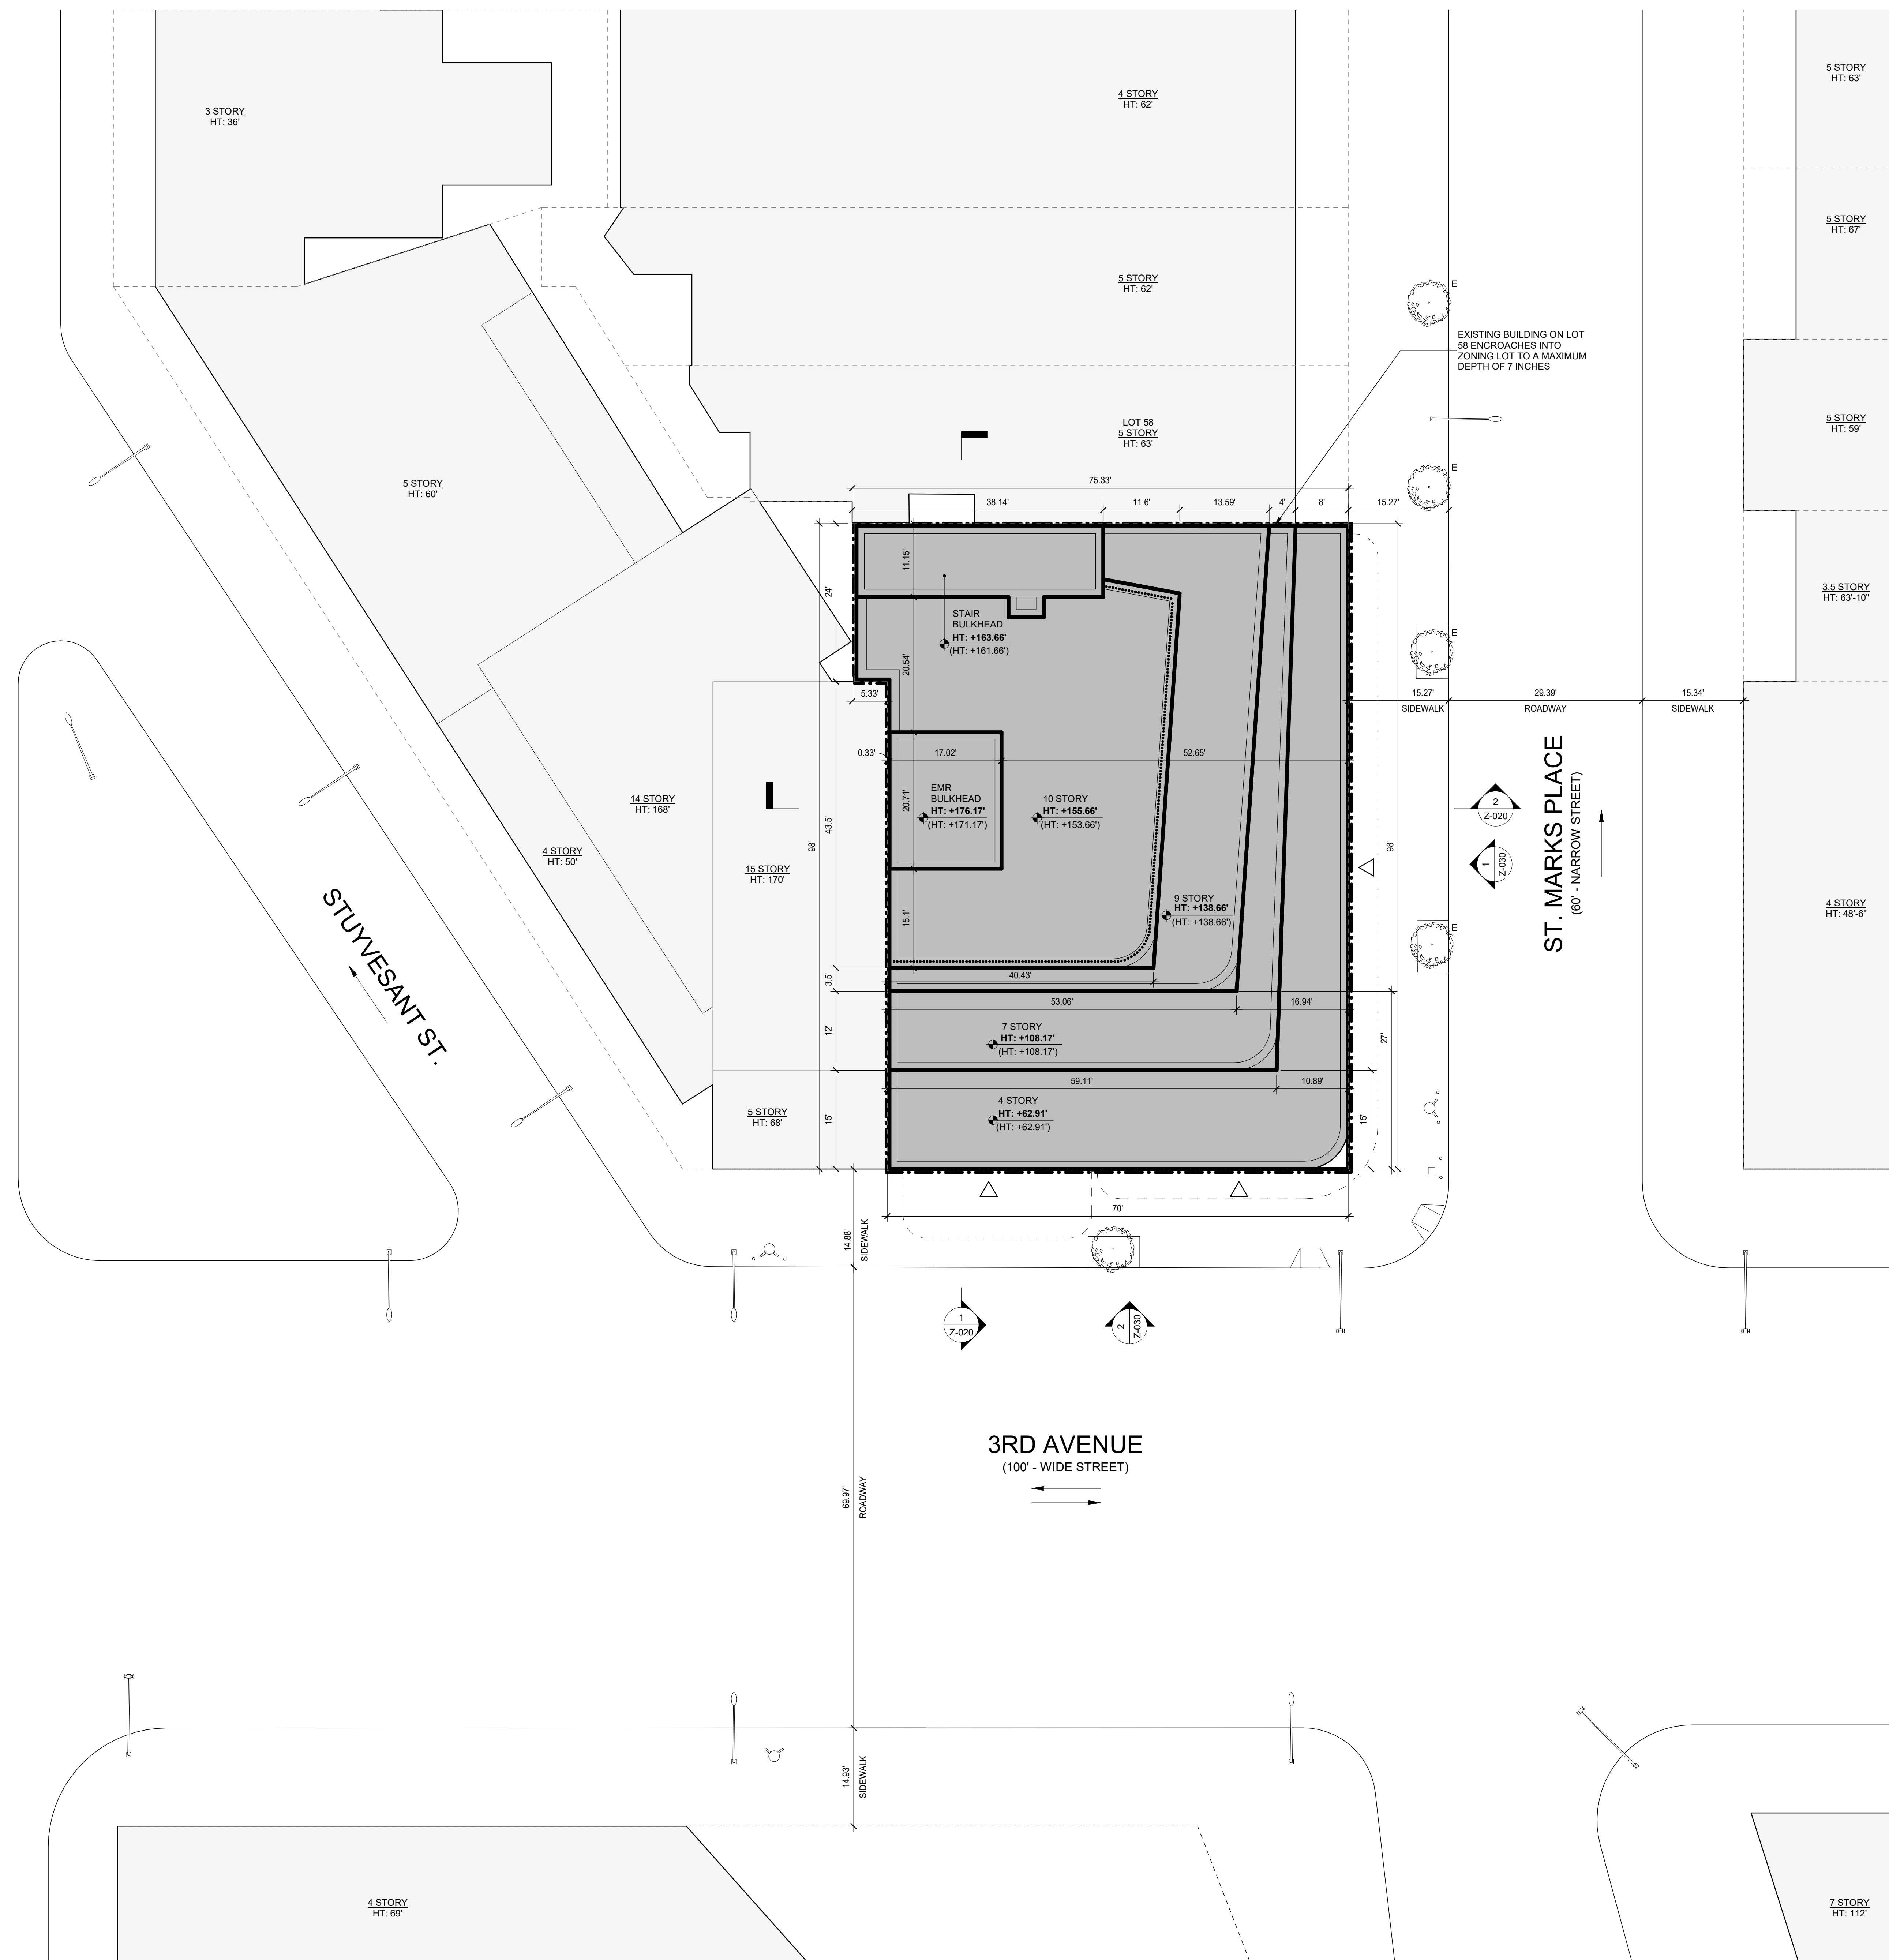 3 STORY
HT: 36'
4 STORY
HT: 62'
5 STORY
HT: 63'
5 STORY
HT: 67'
5 STORY
HT: 62'
E
EXISTING BUILDING ON LOT
58 ENCROACHES INTO
ZONING LOT TO A MAXIMUM
DEPTH OF 7 INCHES
5 STORY
HT: 59'
LOT 58
5 STORY
HT: 63'
E
5 STORY
HT: 60'
75.33'
38.14'
11.6'
13.59'
4'
8'
15.27'
11.15'
24'
3.5 STORY
HT: 63'-10"
STAIR
BULKHEAD
HT: +163.66'
(HT: +161.66')
E
20.54'
5.33'
15.27'
SIDEWALK
29.39'
ROADWAY
15.34'
SIDEWALK
0.33'
17.02'
52.65'
EMR
BULKHEAD
HT: +176.17'
(HT: +171.17')
20.71'
10 STORY
HT: +155.66'
(HT: +153.66')
14 STORY
HT: 168'
4 STORY
HT: 50'
15 STORY
HT: 170'
43.5'
98'
98'
2
Z-020
1
Z-030
ST. MARKS PLACE
(60' - NARROW STREET)
9 STORY
HT: +138.66'
(HT: +138.66')
15.1'
E
4 STORY
HT: 48'-6"
STUYVESANT ST.
3.5'
40.43'
53.06'
16.94'
12'
7 STORY
HT: +108.17'
(HT: +108.17')
27'
59.11'
10.89'
4 STORY
HT: +62.91'
(HT: +62.91')
5 STORY
HT: 68'
15'
15'
70'
14.88'
SIDEWALK
1
Z-020
2
Z-030
3RD AVENUE
(100' - WIDE STREET)
69.97'
ROADWAY
14.93'
SIDEWALK
4 STORY
HT: 69'
7 STORY
HT: 112'